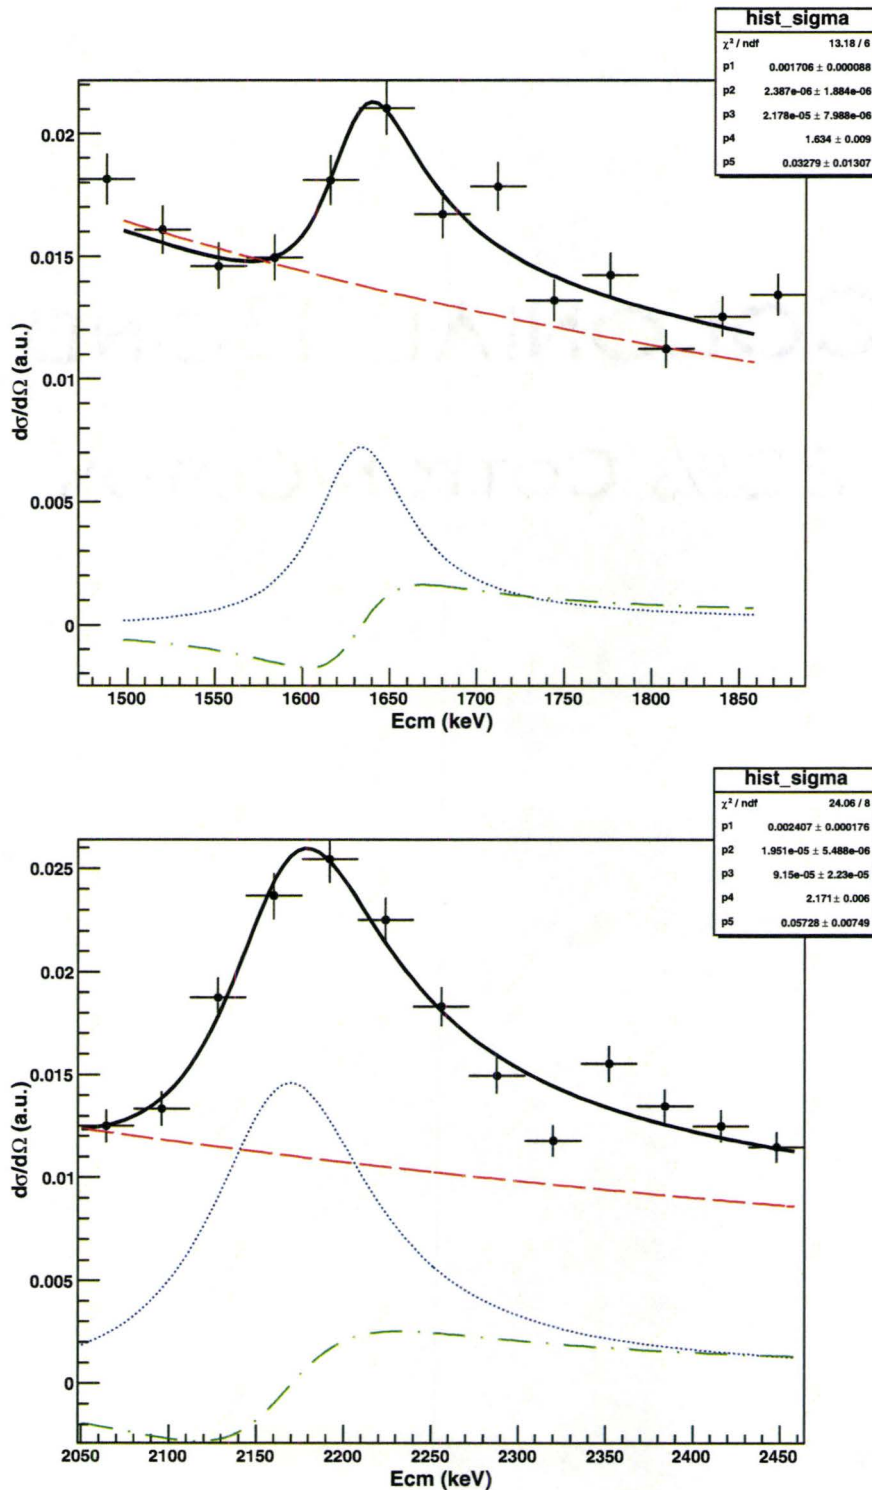 hist_sigma
χ² / ndf 13.18 / 6
p1 0.001706 ± 0.000088
p2 2.387e-06 ± 1.884e-06
p3 2.178e-05 ± 7.988e-06
p4 1.634 ± 0.009
p5 0.03279 ± 0.01307
0.02
0.015
0.01
0.005
0
dσ/dΩ (a.u.)
1500 1550 1600 1650 1700 1750 1800 1850
Ecm (keV)
hist_sigma
χ² / ndf 24.06 / 8
p1 0.002407 ± 0.000176
p2 1.951e-05 ± 5.488e-06
p3 9.15e-05 ± 2.23e-05
p4 2.171 ± 0.006
p5 0.05728 ± 0.00749
0.025
0.02
0.015
0.01
0.005
0
dσ/dΩ (a.u.)
2050 2100 2150 2200 2250 2300 2350 2400 2450
Ecm (keV)